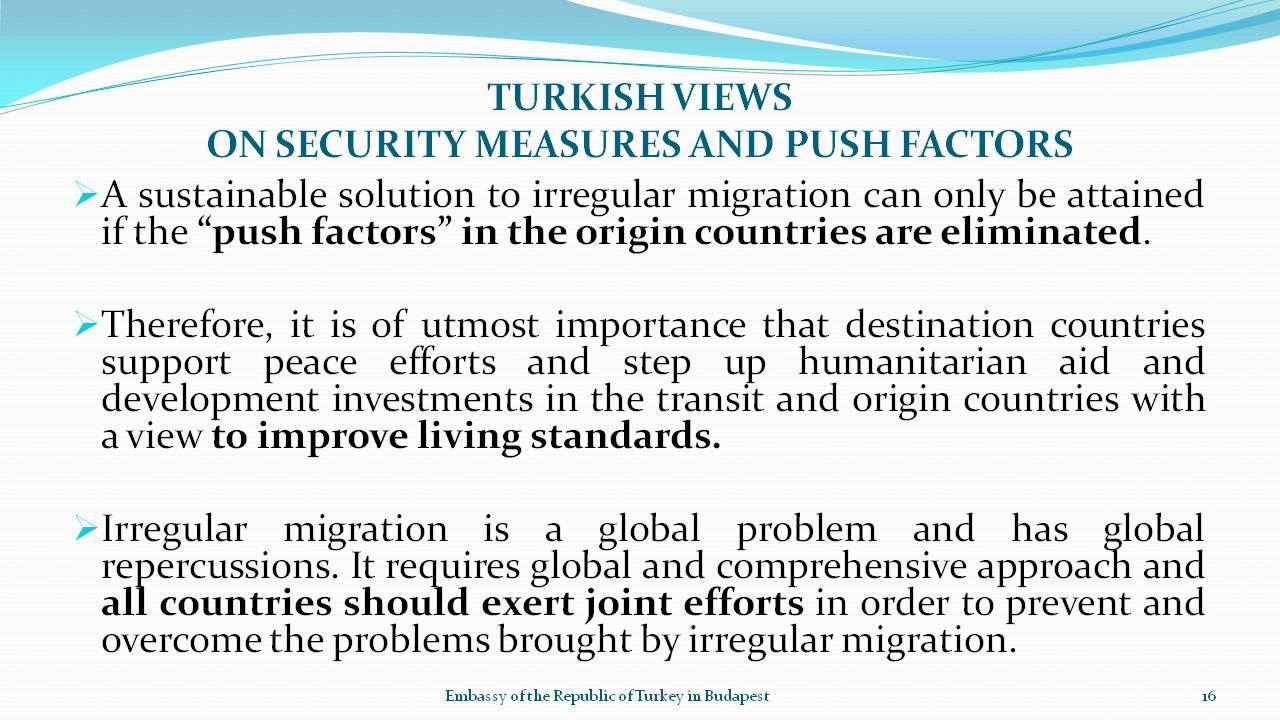 TURKISH VIEWS
ON SECURITY MEASURES AND PUSH FACTORS
A sustainable solution to irregular migration can only be attained
if the “push factors” in the origin countries are eliminated.
Therefore, it is of utmost importance that destination countries
support peace efforts and step up humanitarian aid and
development investments in the transit and origin countries with
a view to improve living standards.
Irregular migration is a global problem and has global
repercussions. It requires global and comprehensive approach and
all countries should exert joint efforts in order to prevent and
overcome the problems brought by irregular migration.
Embassy of the Republic of Turkey in Budapest
16